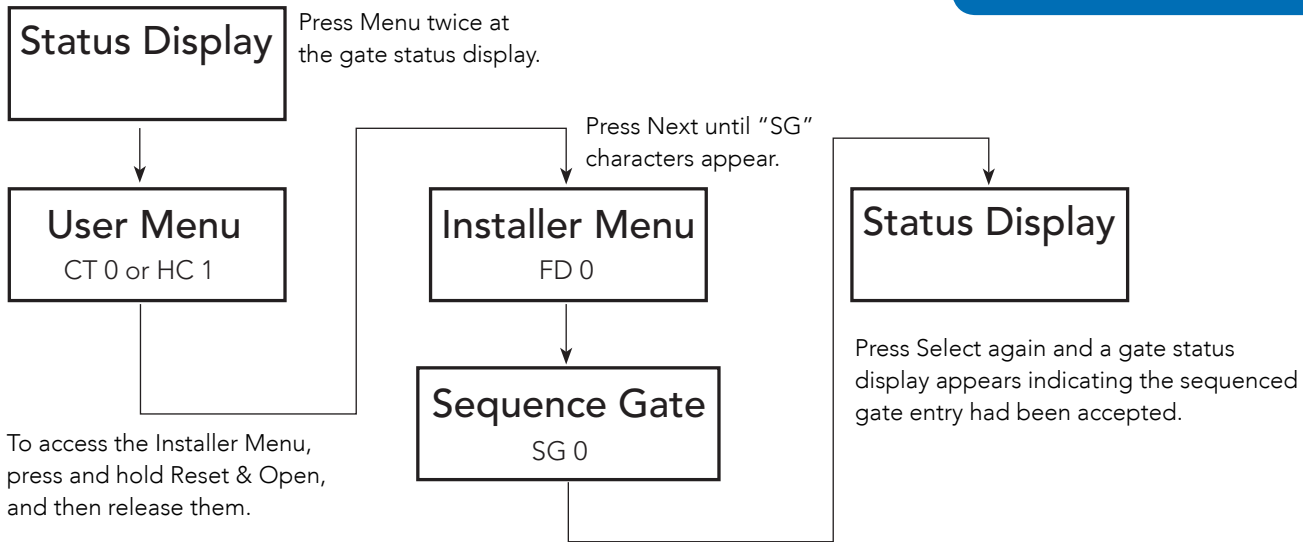 Status Display
Press Menu twice at
the gate status display.
User Menu
CT 0 or HC 1
To access the Installer Menu,
press and hold Reset & Open,
and then release them.
Press Next until “SG”
characters appear.
Installer Menu
FD 0
Sequence Gate
SG 0
Status Display
Press Select again and a gate status
display appears indicating the sequenced
gate entry had been accepted.